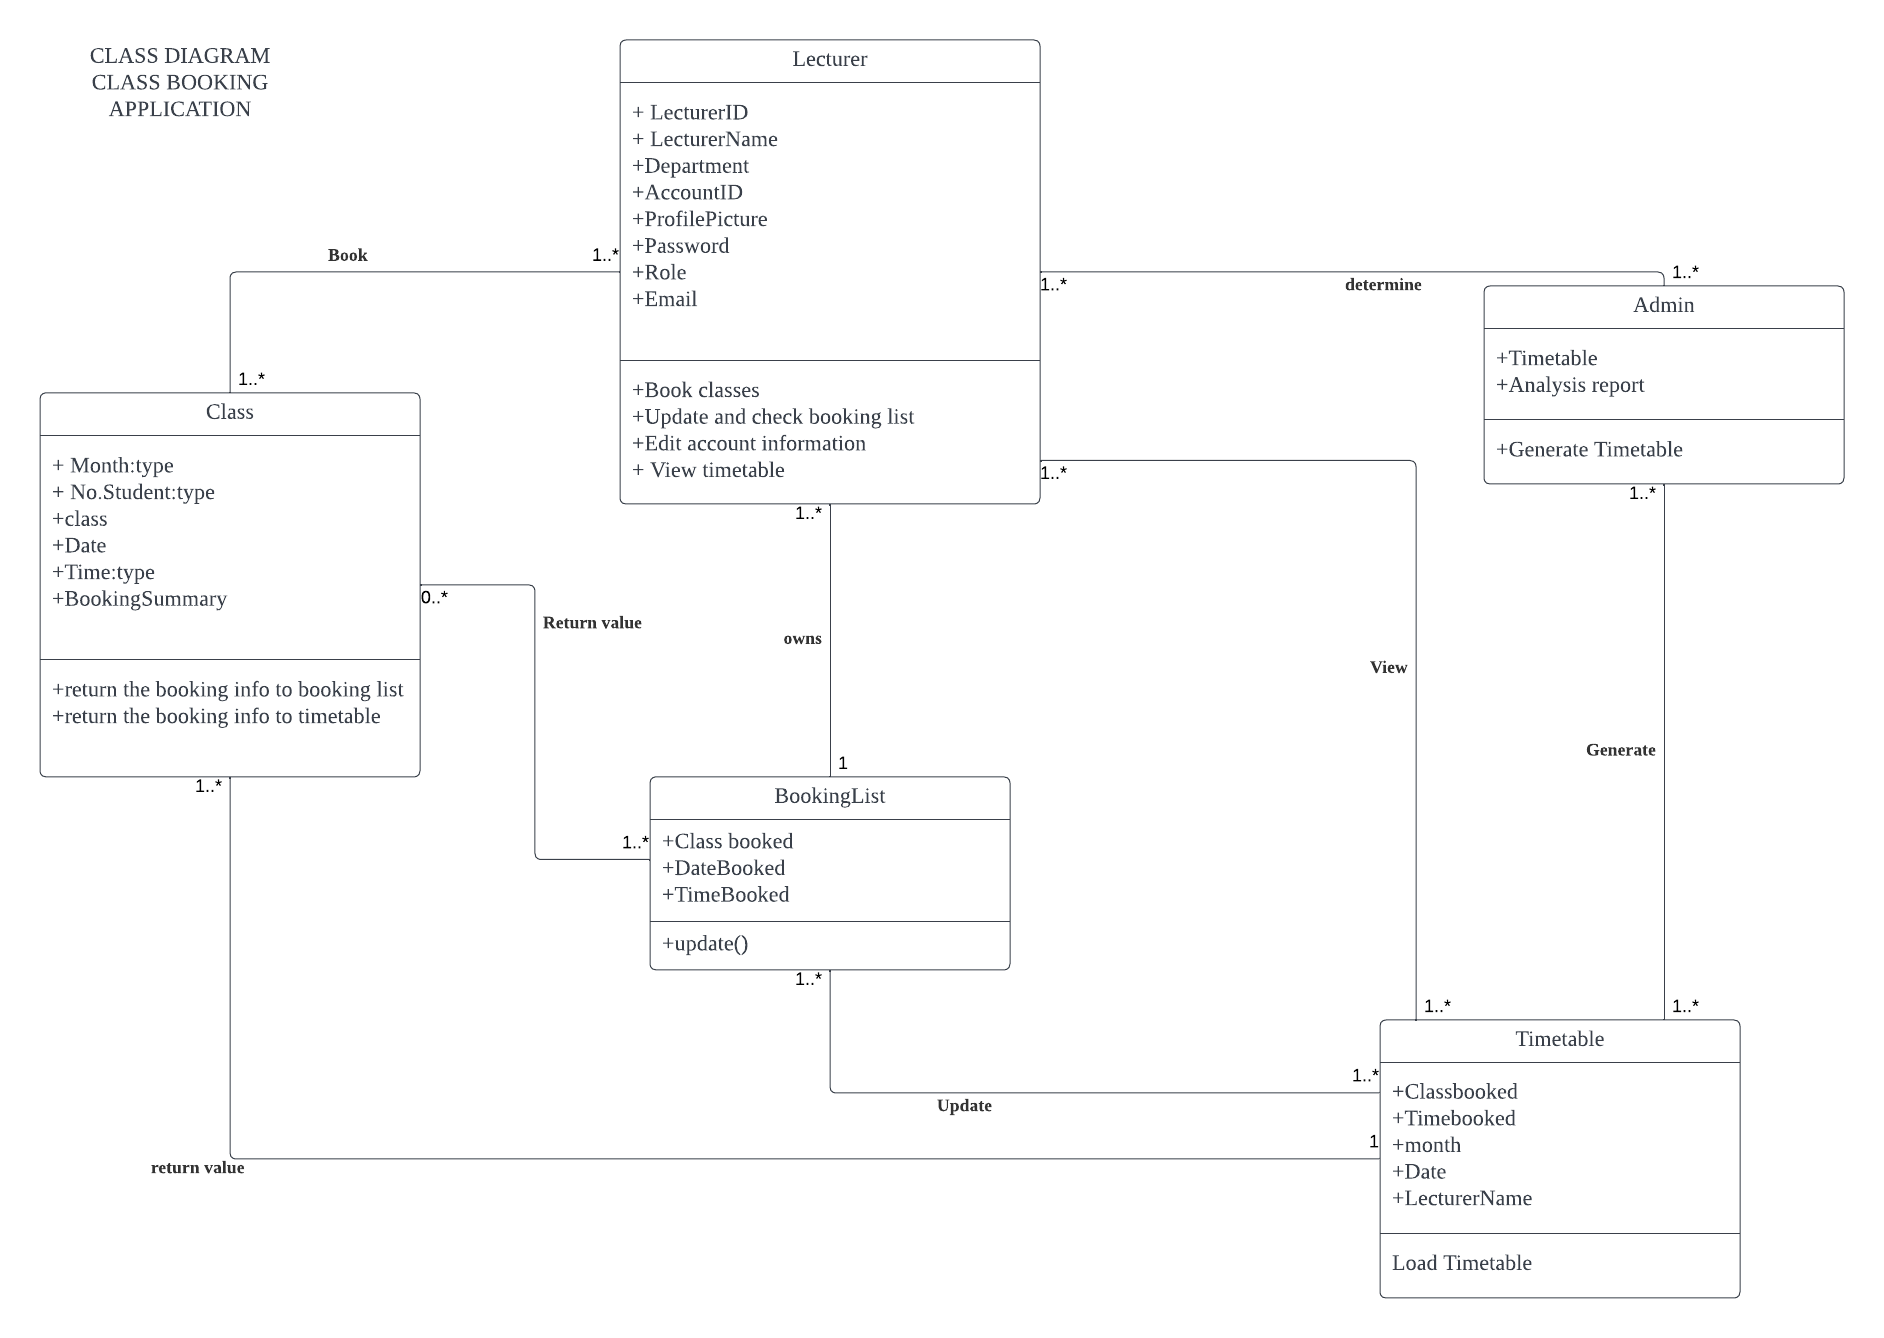 CLASS DIAGRAM
CLASS BOOKING
APPLICATION
Lecturer
+ LecturerID
+ LecturerName
+Department
+AccountID
+ProfilePicture
+Password
+Role
+Email
+Book classes
+Update and check booking list
+Edit account information
+ View timetable
Book
1..*
1..*
determine
1..*
1..*
Admin
+Timetable
+Analysis report
+Generate Timetable
Class
+ Month:type
+ No.Student:type
+class
+Date
+Time:type
+BookingSummary
+return the booking info to booking list
+return the booking info to timetable
0..*
Return value
1..*
1..*
owns
1
1..*
View
1..*
1..*
Generate
1..*
BookingList
+Class booked
+DateBooked
+TimeBooked
+update()
1..*
Update
1..*
1..*
return value
1
Timetable
+Classbooked
+Timebooked
+month
+Date
+LecturerName
Load Timetable